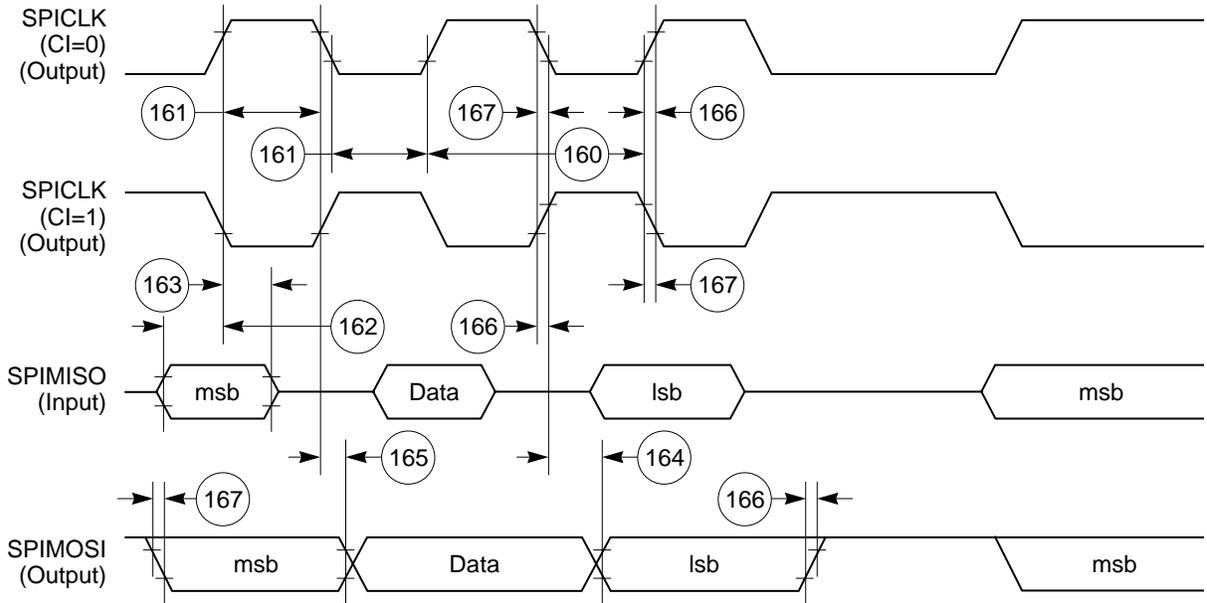 SPICLK
(CI=0)
(Output)
161
167
166
161
160
SPICLK
(CI=1)
(Output)
163
167
162
166
SPIMISO
(Input)
msb
Data
lsb
msb
165
164
167
166
SPIMOSI
(Output)
msb
Data
lsb
msb